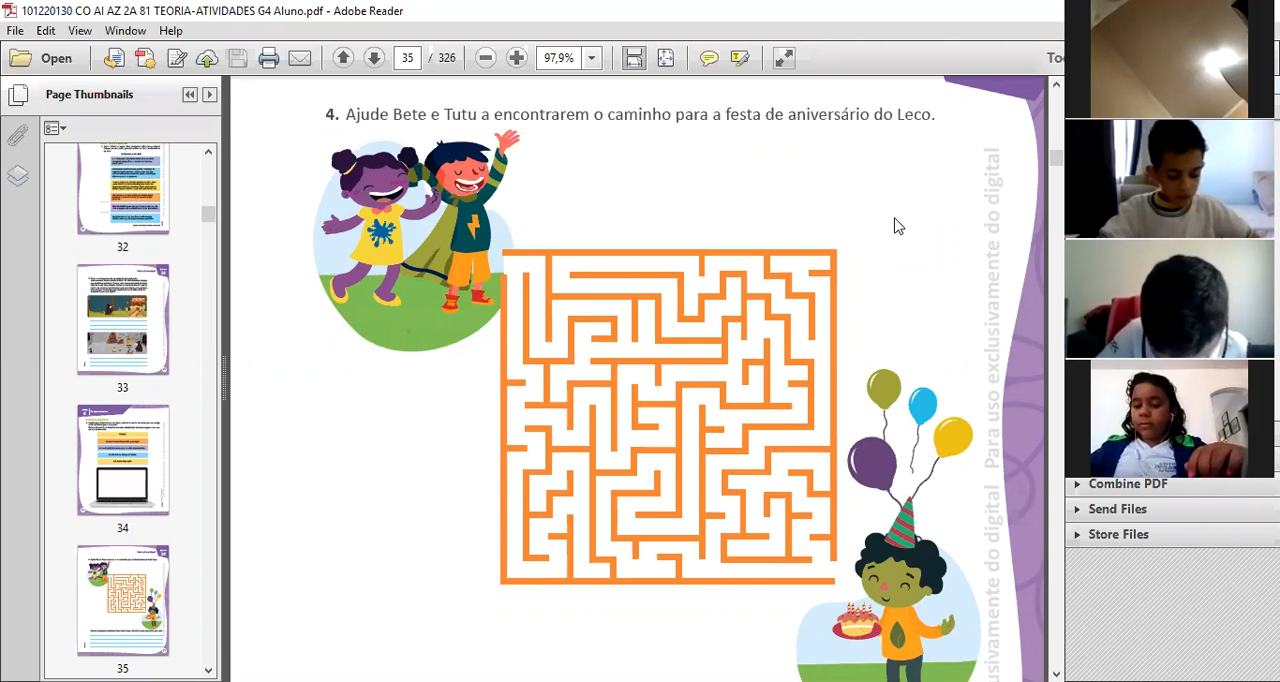 101220130 CO AI AZ 2A 81 TEORIA-ATIVIDADES G4 Aluno.pdf - Adobe Reader
File Edit View Window Help
Open
35 / 326
97,9%
Page Thumbnails
32
33
34
35
4. Ajude Bete e Tutu a encontrarem o caminho para a festa de aniversário do Leco.
Para uso exclusivamente do digital
Combine PDF
Send Files
Store Files